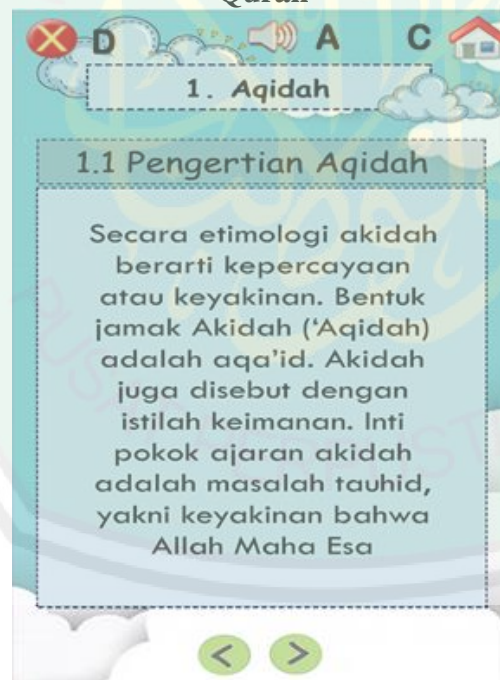 D A C
1. Aqidah
1.1 Pengertian Aqidah
Secara etimologi akidah
berarti kepercayaan
atau keyakinan. Bentuk
jamak Akidah (‘Aqidah)
adalah aqa’id. Akidah
juga disebut dengan
istilah keimanan. Inti
pokok ajaran akidah
adalah masalah tauhid,
yakni keyakinan bahwa
Allah Maha Esa
< >